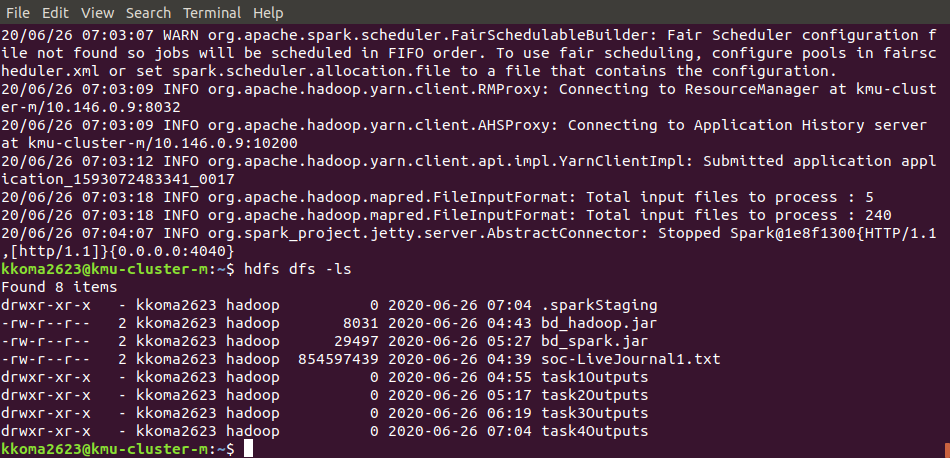 File Edit View Search Terminal Help
20/06/26 07:03:07 WARN org.apache.spark.scheduler.FairSchedulableBuilder: Fair Scheduler configuration f
ile not found so jobs will be scheduled in FIFO order. To use fair scheduling, configure pools in fairsc
heduler.xml or set spark.scheduler.allocation.file to a file that contains the configuration.
20/06/26 07:03:09 INFO org.apache.hadoop.yarn.client.RMProxy: Connecting to ResourceManager at kmu-clust
er-m/10.146.0.9:8032
20/06/26 07:03:09 INFO org.apache.hadoop.yarn.client.AHSProxy: Connecting to Application History server
at kmu-cluster-m/10.146.0.9:10200
20/06/26 07:03:12 INFO org.apache.hadoop.yarn.client.api.impl.YarnClientImpl: Submitted application appl
ication_1593072483341_0017
20/06/26 07:03:18 INFO org.apache.hadoop.mapred.FileInputFormat: Total input files to process : 5
20/06/26 07:03:18 INFO org.apache.hadoop.mapred.FileInputFormat: Total input files to process : 240
20/06/26 07:04:07 INFO org.spark_project.jetty.server.AbstractConnector: Stopped Spark@1e8f1300{HTTP/1.1
,[http/1.1]}{0.0.0.0:4040}
kkoma2623@kmu-cluster-m:~$ hdfs dfs -ls
Found 8 items
drwxr-xr-x   - kkoma2623 hadoop          0 2020-06-26 07:04 .sparkStaging
-rw-r--r--   2 kkoma2623 hadoop       8031 2020-06-26 04:43 bd_hadoop.jar
-rw-r--r--   2 kkoma2623 hadoop      29497 2020-06-26 05:27 bd_spark.jar
-rw-r--r--   2 kkoma2623 hadoop  854597439 2020-06-26 04:39 soc-LiveJournal1.txt
drwxr-xr-x   - kkoma2623 hadoop          0 2020-06-26 04:55 task1Outputs
drwxr-xr-x   - kkoma2623 hadoop          0 2020-06-26 05:17 task2Outputs
drwxr-xr-x   - kkoma2623 hadoop          0 2020-06-26 06:19 task3Outputs
drwxr-xr-x   - kkoma2623 hadoop          0 2020-06-26 07:04 task4Outputs
kkoma2623@kmu-cluster-m:~$